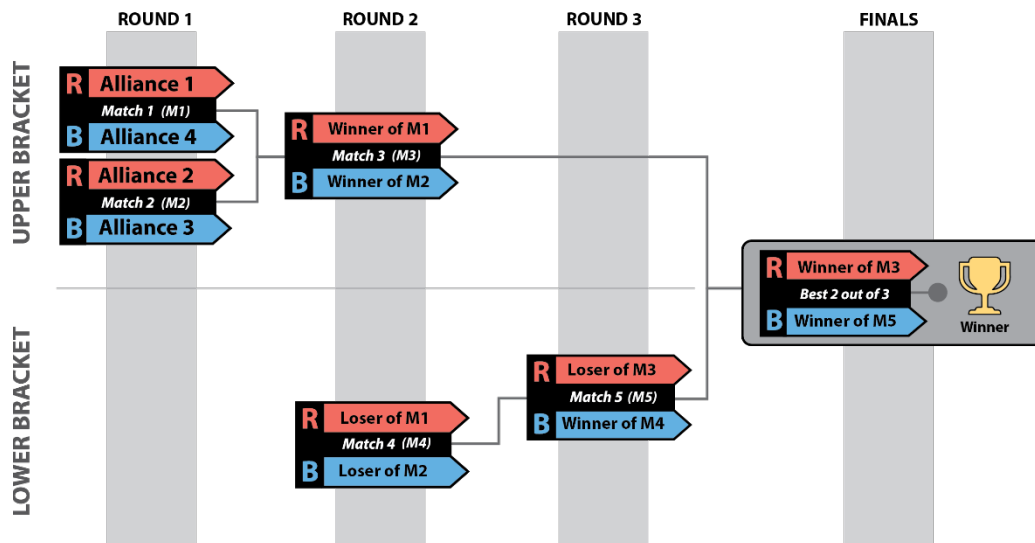 ROUND 1
ROUND 2
ROUND 3
FINALS
UPPER BRACKET
R Alliance 1
Match 1 (M1)
B Alliance 4
R Alliance 2
Match 2 (M2)
B Alliance 3
R Winner of M1
Match 3 (M3)
B Winner of M2
R Winner of M3
Best 2 out of 3
B Winner of M5
Winner
LOWER BRACKET
R Loser of M1
Match 4 (M4)
B Loser of M2
R Loser of M3
Match 5 (M5)
B Winner of M4